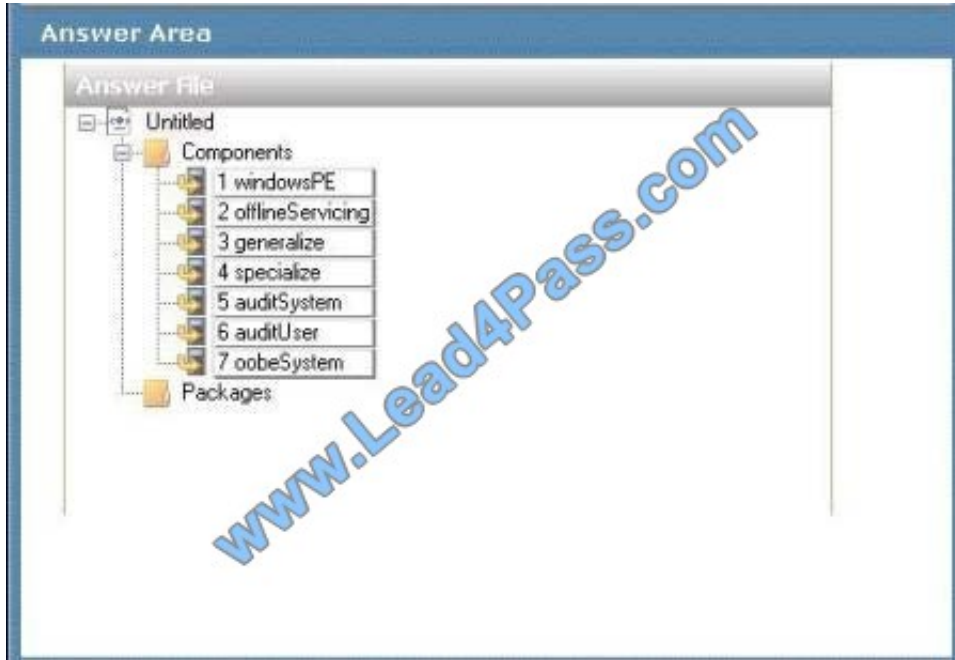 Answer Area
Answer File
Untitled
Components
1 windowsPE
2 offlineServicing
3 generalize
4 specialize
5 auditSystem
6 auditUser
7 oobeSystem
Packages
www.Lead4Pass.com